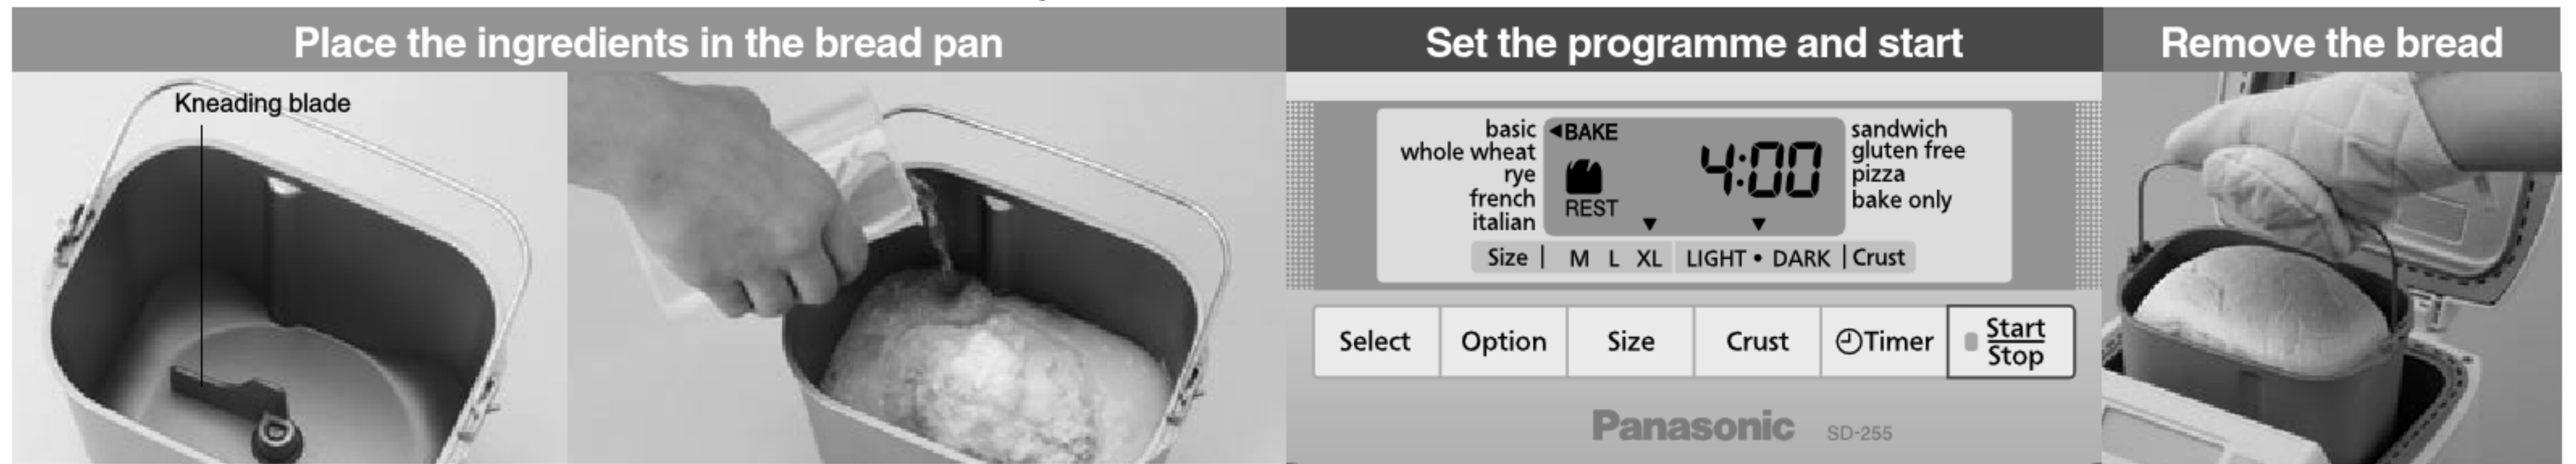 Place the ingredients in the bread pan
Kneading blade
Set the programme and start
basic
whole wheat
rye
french
italian
◄BAKE
REST
4:00
▼ ▼
sandwich
gluten free
pizza
bake only
Size | M L XL LIGHT • DARK | Crust
Select Option Size Crust Timer Start
Stop
Panasonic SD-255
Remove the bread